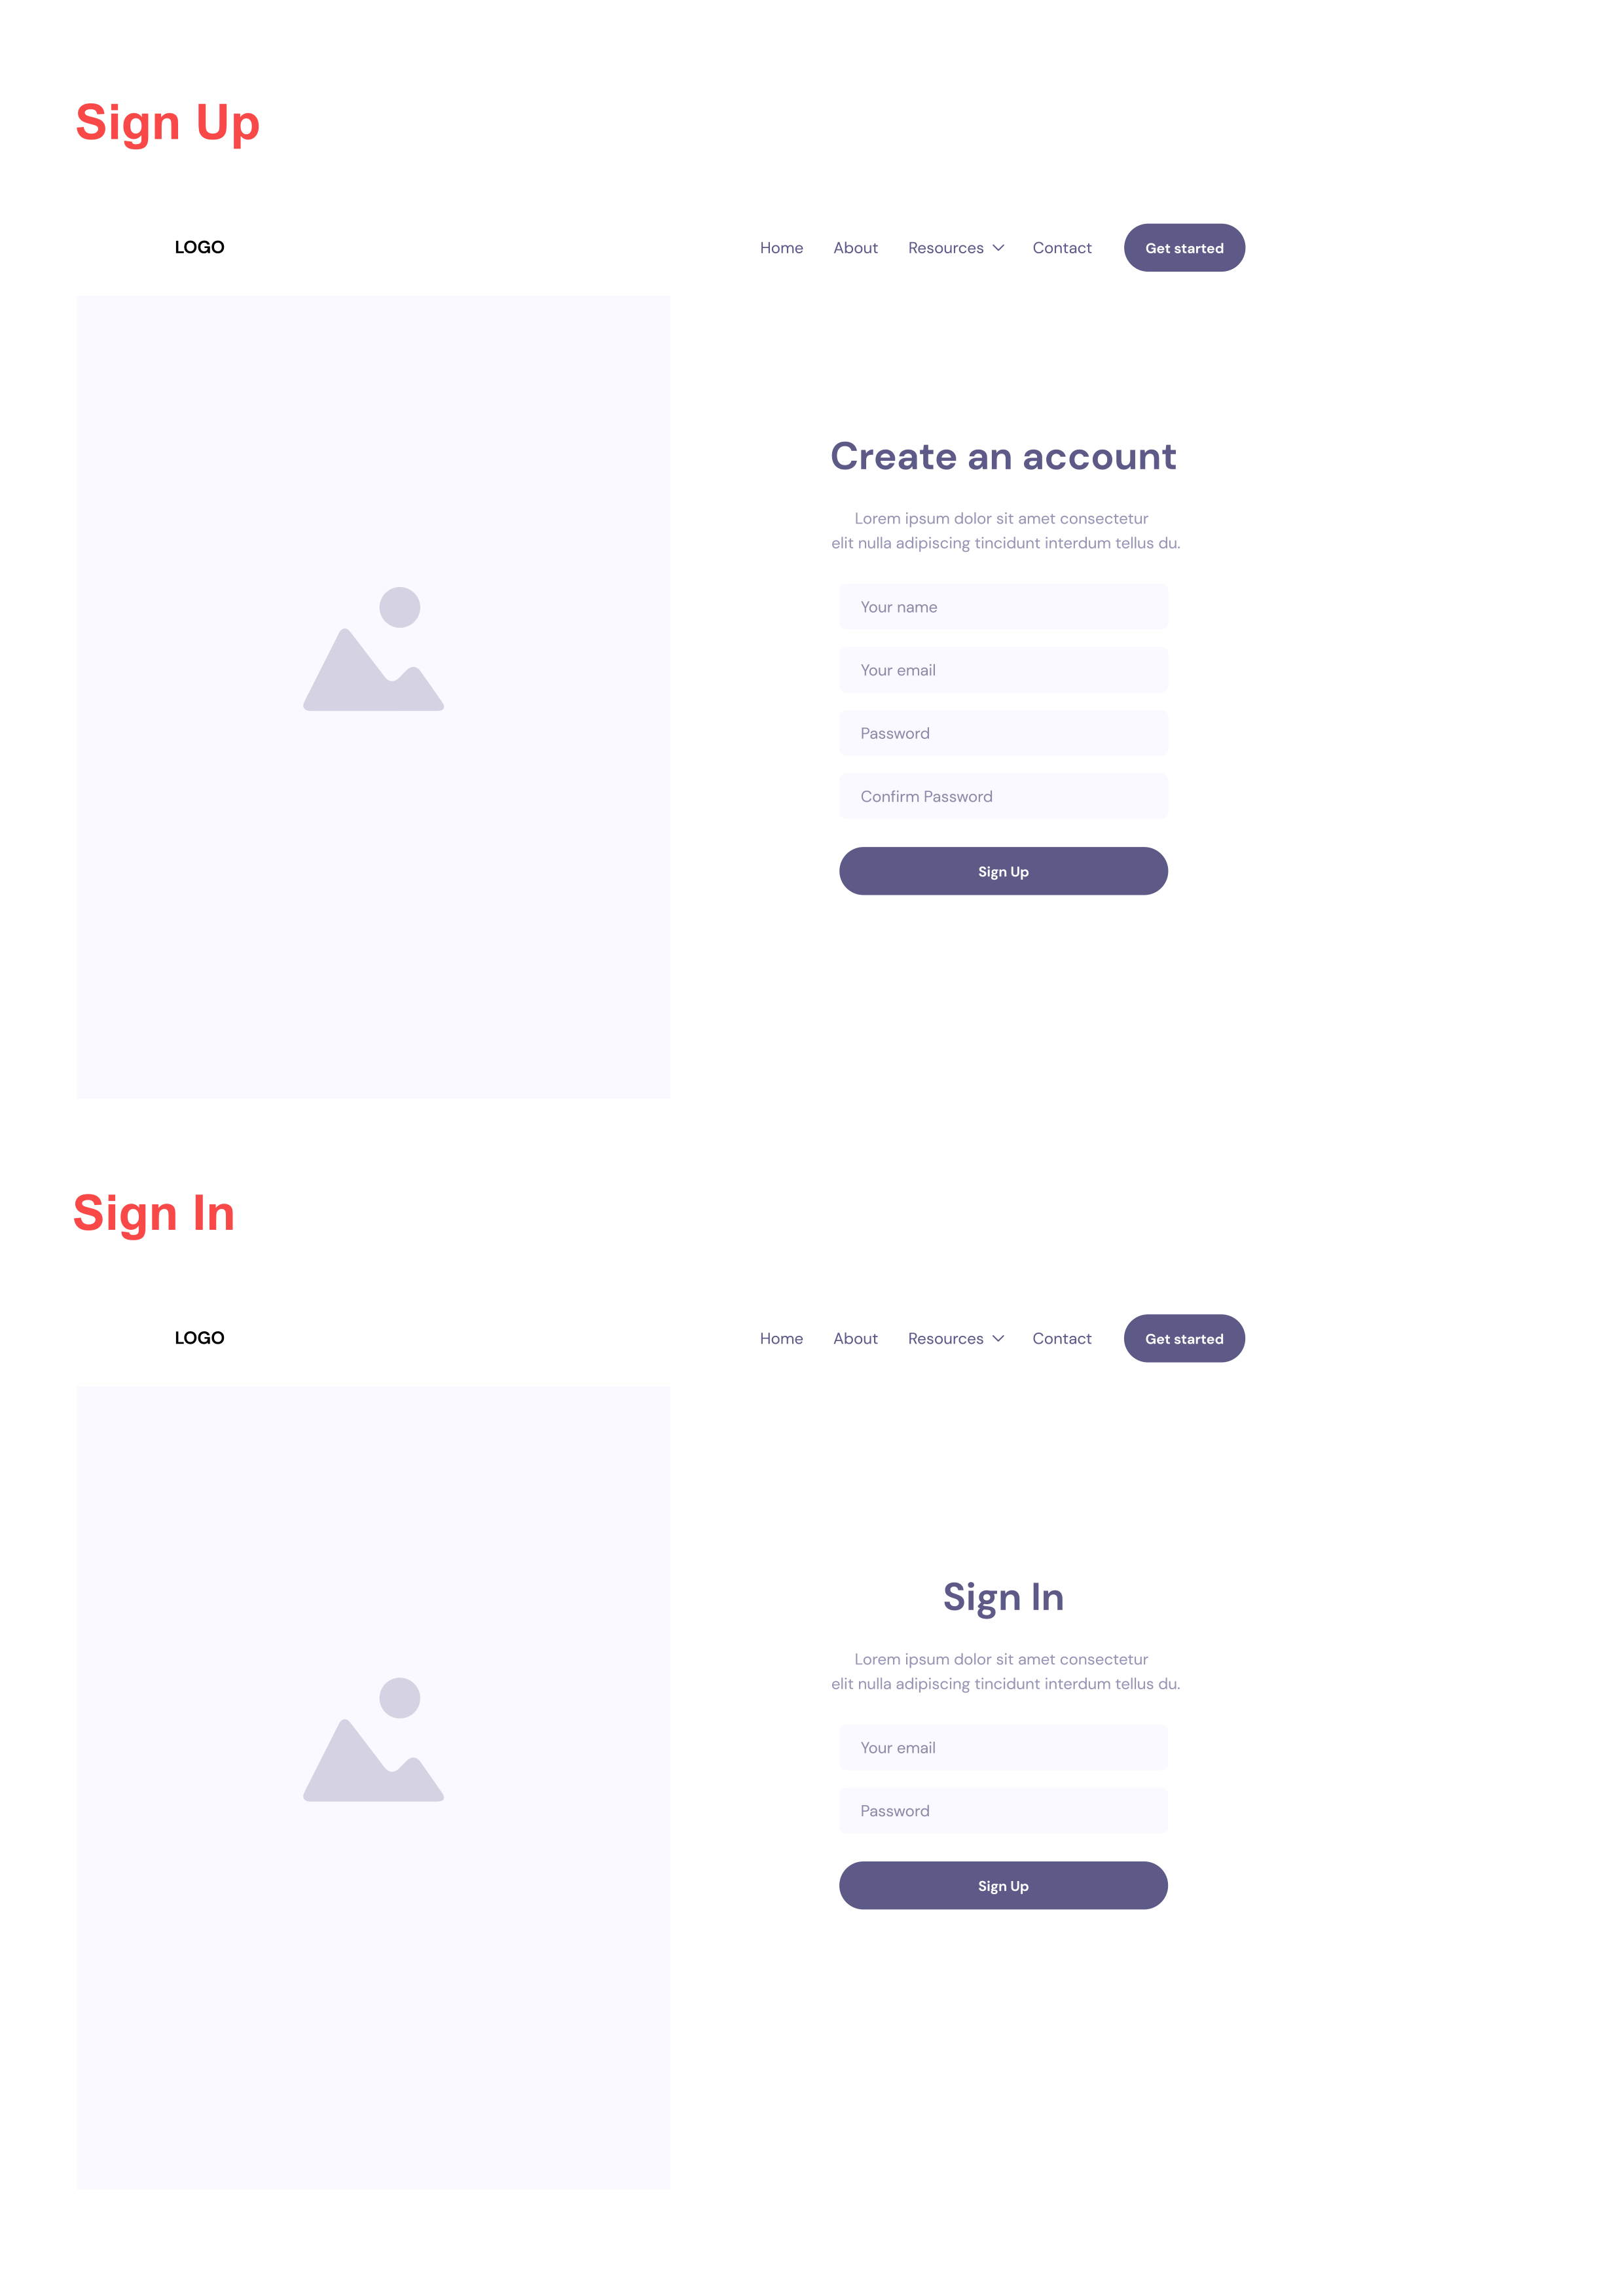 Sign Up
LOGO Home About Resources Contact Get started
Create an account
Lorem ipsum dolor sit amet consectetur
elit nulla adipiscing tincidunt interdum tellus du.
Your name
Your email
Password
Confirm Password
Sign Up
Sign In
LOGO Home About Resources Contact Get started
Sign In
Lorem ipsum dolor sit amet consectetur
elit nulla adipiscing tincidunt interdum tellus du.
Your email
Password
Sign Up